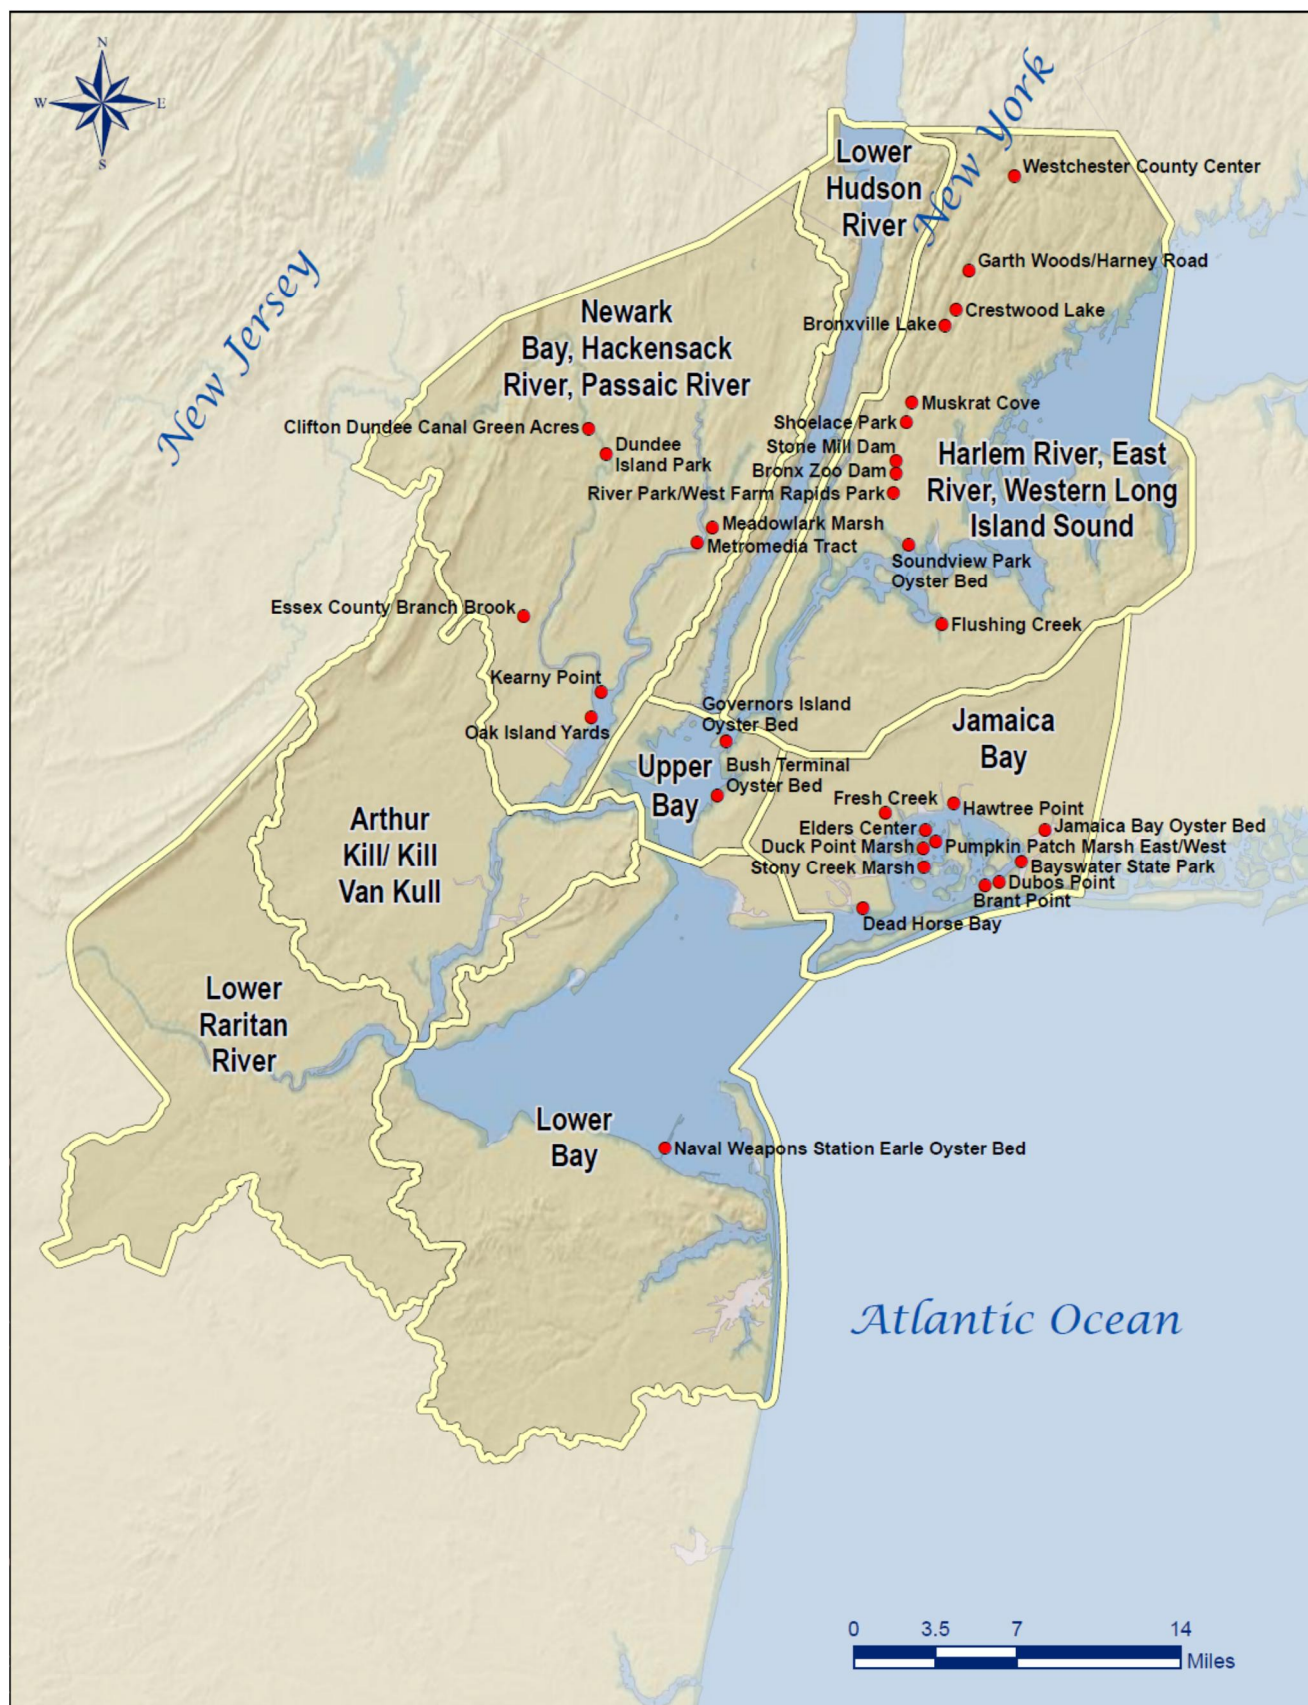 N
W
E
S
New York
New Jersey
Lower
Hudson
River
Westchester County Center
Garth Woods/Harney Road
Crestwood Lake
Bronxville Lake
Newark
Bay, Hackensack
River, Passaic River
Muskrat Cove
Shoelace Park
Clifton Dundee Canal Green Acres
Dundee
Island Park
Stone Mill Dam
Bronx Zoo Dam
River Park/West Farm Rapids Park
Harlem River, East
River, Western Long
Island Sound
Meadowlark Marsh
Metromedia Tract
Soundview Park
Oyster Bed
Essex County Branch Brook
Flushing Creek
Kearny Point
Oak Island Yards
Governors Island
Oyster Bed
Jamaica
Bay
Upper
Bay
Bush Terminal
Oyster Bed
Fresh Creek
Hawtree Point
Arthur
Kill/ Kill
Van Kull
Elders Center
Jamaica Bay Oyster Bed
Duck Point Marsh
Pumpkin Patch Marsh East/West
Stony Creek Marsh
Bayswater State Park
Dubos Point
Brant Point
Dead Horse Bay
Lower
Raritan
River
Lower
Bay
Naval Weapons Station Earle Oyster Bed
Atlantic Ocean
0 3.5 7 14
Miles